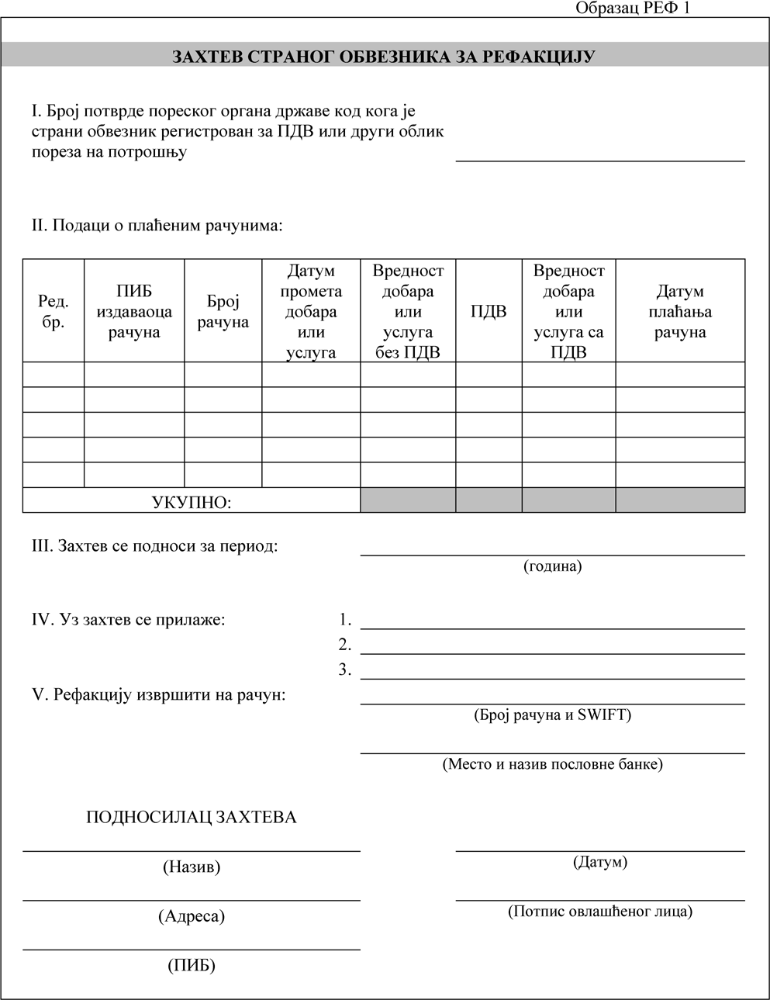 Образац РЕФ 1
ЗАХТЕВ СТРАНОГ ОБВЕЗНИКА ЗА РЕФАКЦИЈУ
I. Број потврде пореског органа државе код кога је
страни обвезник регистрован за ПДВ или други облик
пореза на потрошњу
II. Подаци о плаћеним рачунима:
Ред.
бр.
ПИБ
издаваоца
рачуна
Број
рачуна
Датум
промета
добара
или
услуга
Вредност
добара
или
услуга
без ПДВ
ПДВ
Вредност
добара
или
услуга са
ПДВ
Датум
плаћања
рачуна
УКУПНО:
III. Захтев се подноси за период:
(година)
IV. Уз захтев се прилаже:
1.
2.
3.
V. Рефакцију извршити на рачун:
(Број рачуна и SWIFT)
(Место и назив пословне банке)
ПОДНОСИЛАЦ ЗАХТЕВА
(Назив)
(Датум)
(Адреса)
(Потпис овлашћеног лица)
(ПИБ)